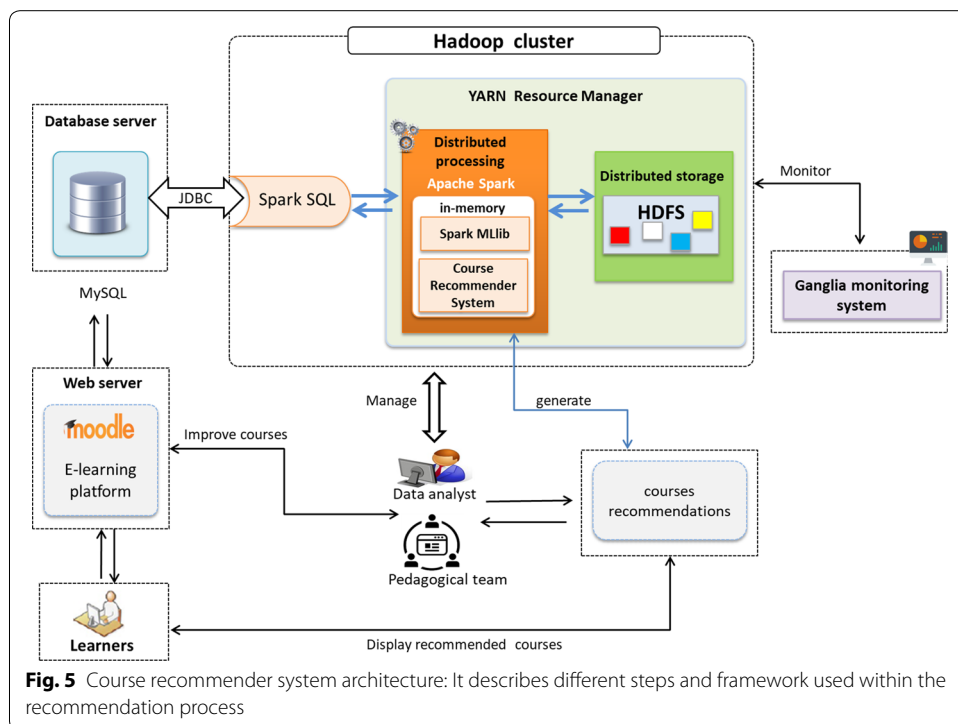 Hadoop cluster
YARN Resource Manager
Database server
Distributed
processing
Apache Spark
Distributed storage
Monitor
JDBC
Spark SQL
in-memory
HDFS
Spark MLlib
Course
Recommender
System
Ganglia monitoring
system
MySQL
Web server
Manage
generate
moodle
Improve courses
E-learning
platform
Data analyst
courses
recommendations
Pedagogical team
Learners
Display recommended courses
Fig. 5 Course recommender system architecture: It describes different steps and framework used within the
recommendation process